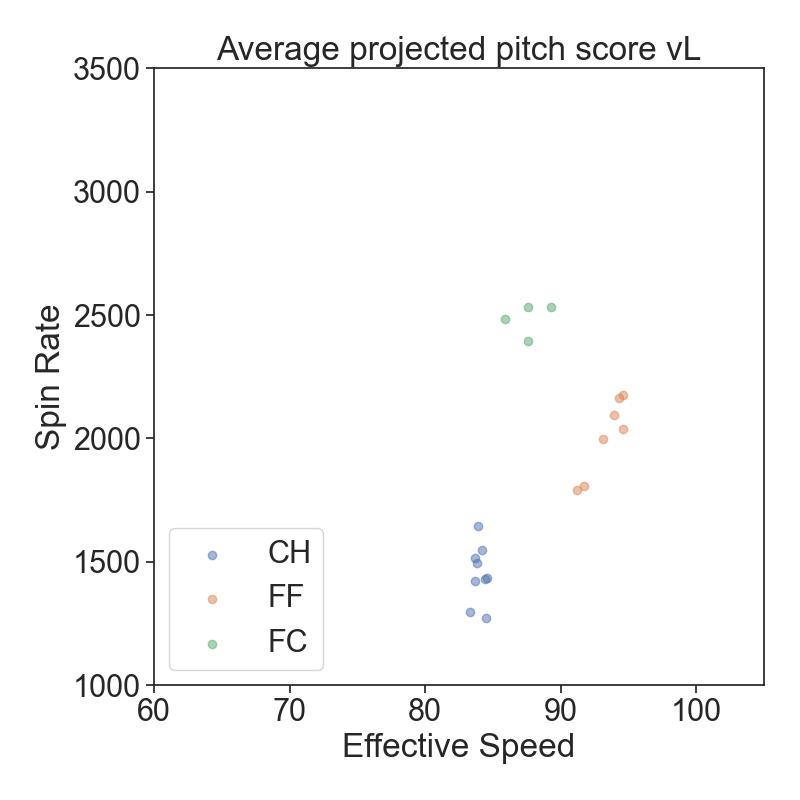 Average projected pitch score vL
3500
3000
2500
2000
1500
1000
Spin Rate
CH
FF
FC
60 70 80 90 100
Effective Speed